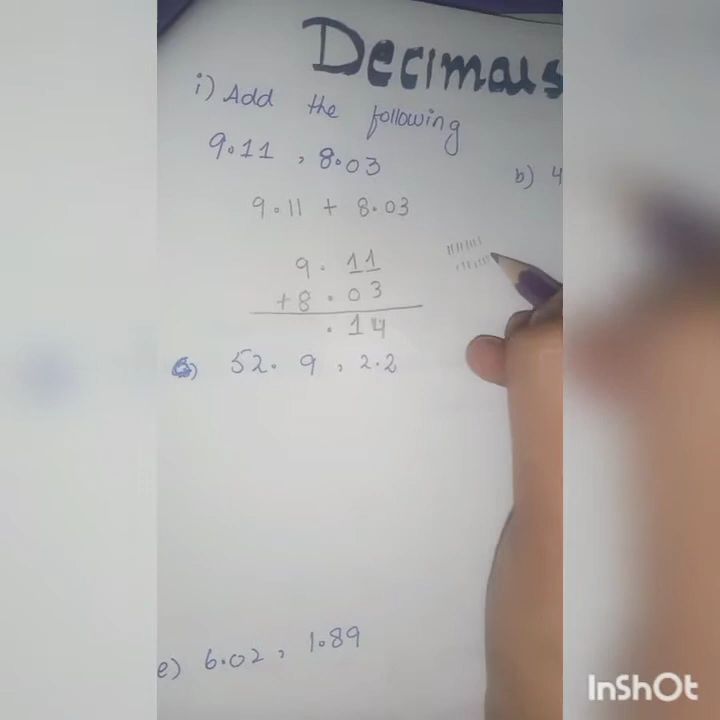 Decimals
i) Add the following
9.11 , 8.03
b) 4
9.11 + 8.03
9.11
+8.03
.14
52.9 , 2.2
e) 6.02 , 1.89
InShOt